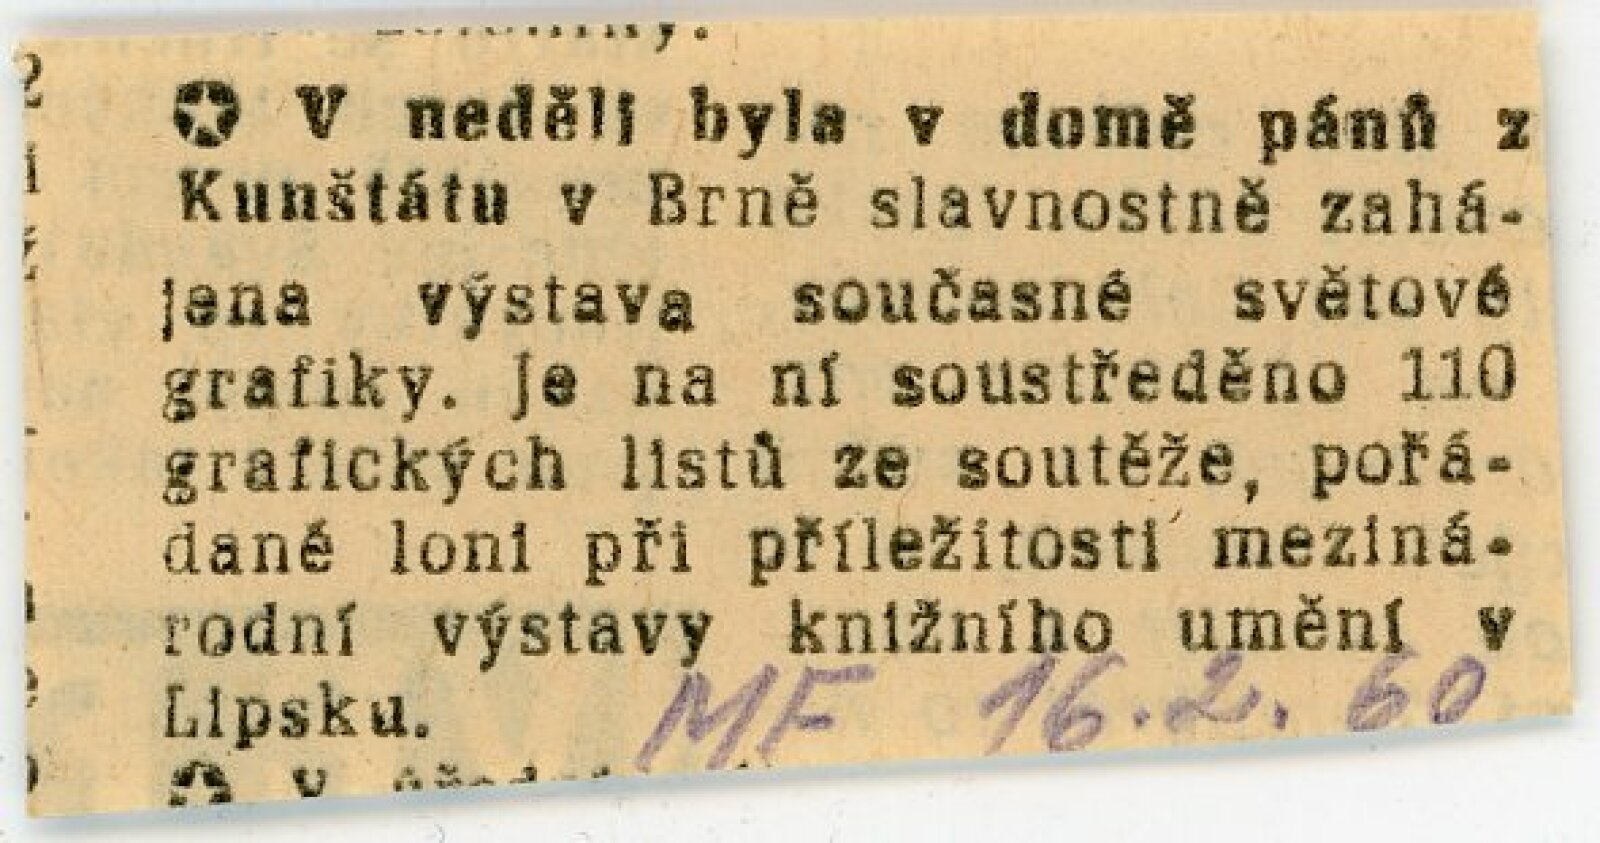 ✪ V neděli byla v domě pánů z
Kunštátu v Brně slavnostně zahá-
jena výstava současné světové
grafiky. Je na ní soustředěno 110
grafických listů ze soutěže, pořá-
dané loni při příležitosti meziná-
rodní výstavy knižního umění v
Lipsku.
MF 16.2.60
✪ V